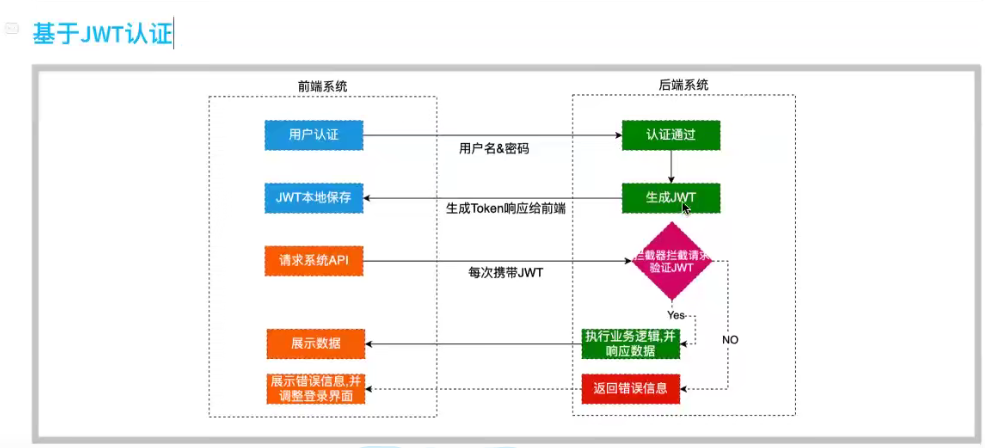 基于JWT认证
前端系统
后端系统
用户认证
用户名&密码
认证通过
JWT本地保存
生成Token响应给前端
生成JWT
请求系统API
每次携带JWT
拦截器拦截请求
验证JWT
Yes
NO
展示数据
执行业务逻辑,并
响应数据
展示错误信息,并
调整登录界面
返回错误信息